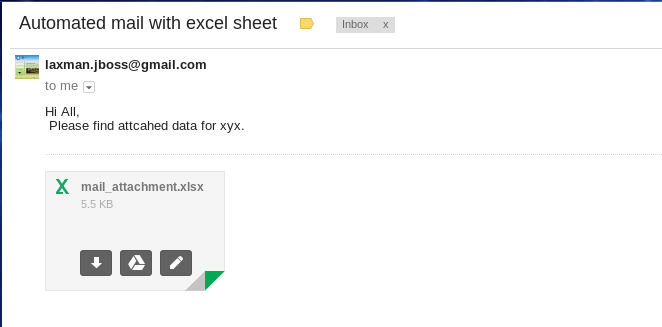 Automated mail with excel sheet
Inbox x
laxman.jboss@gmail.com
to me
Hi All,
Please find attcahed data for xyx.
X mail_attachment.xlsx
5.5 KB